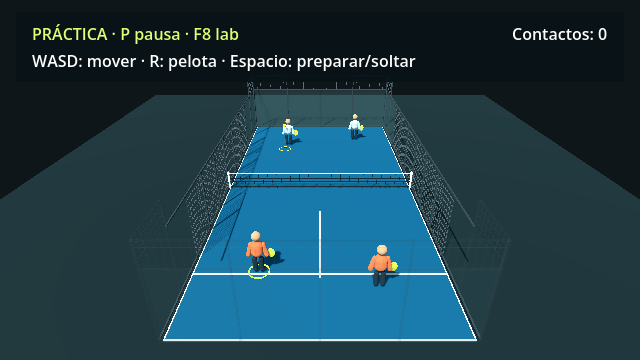 PRÁCTICA · P pausa · F8 lab
Contactos: 0
WASD: mover · R: pelota · Espacio: preparar/soltar